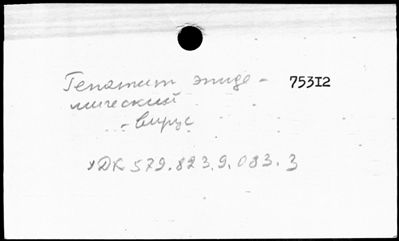 Гепатит эпиде- 75312
мический
- вирус
УДК 579.823.9.083.3